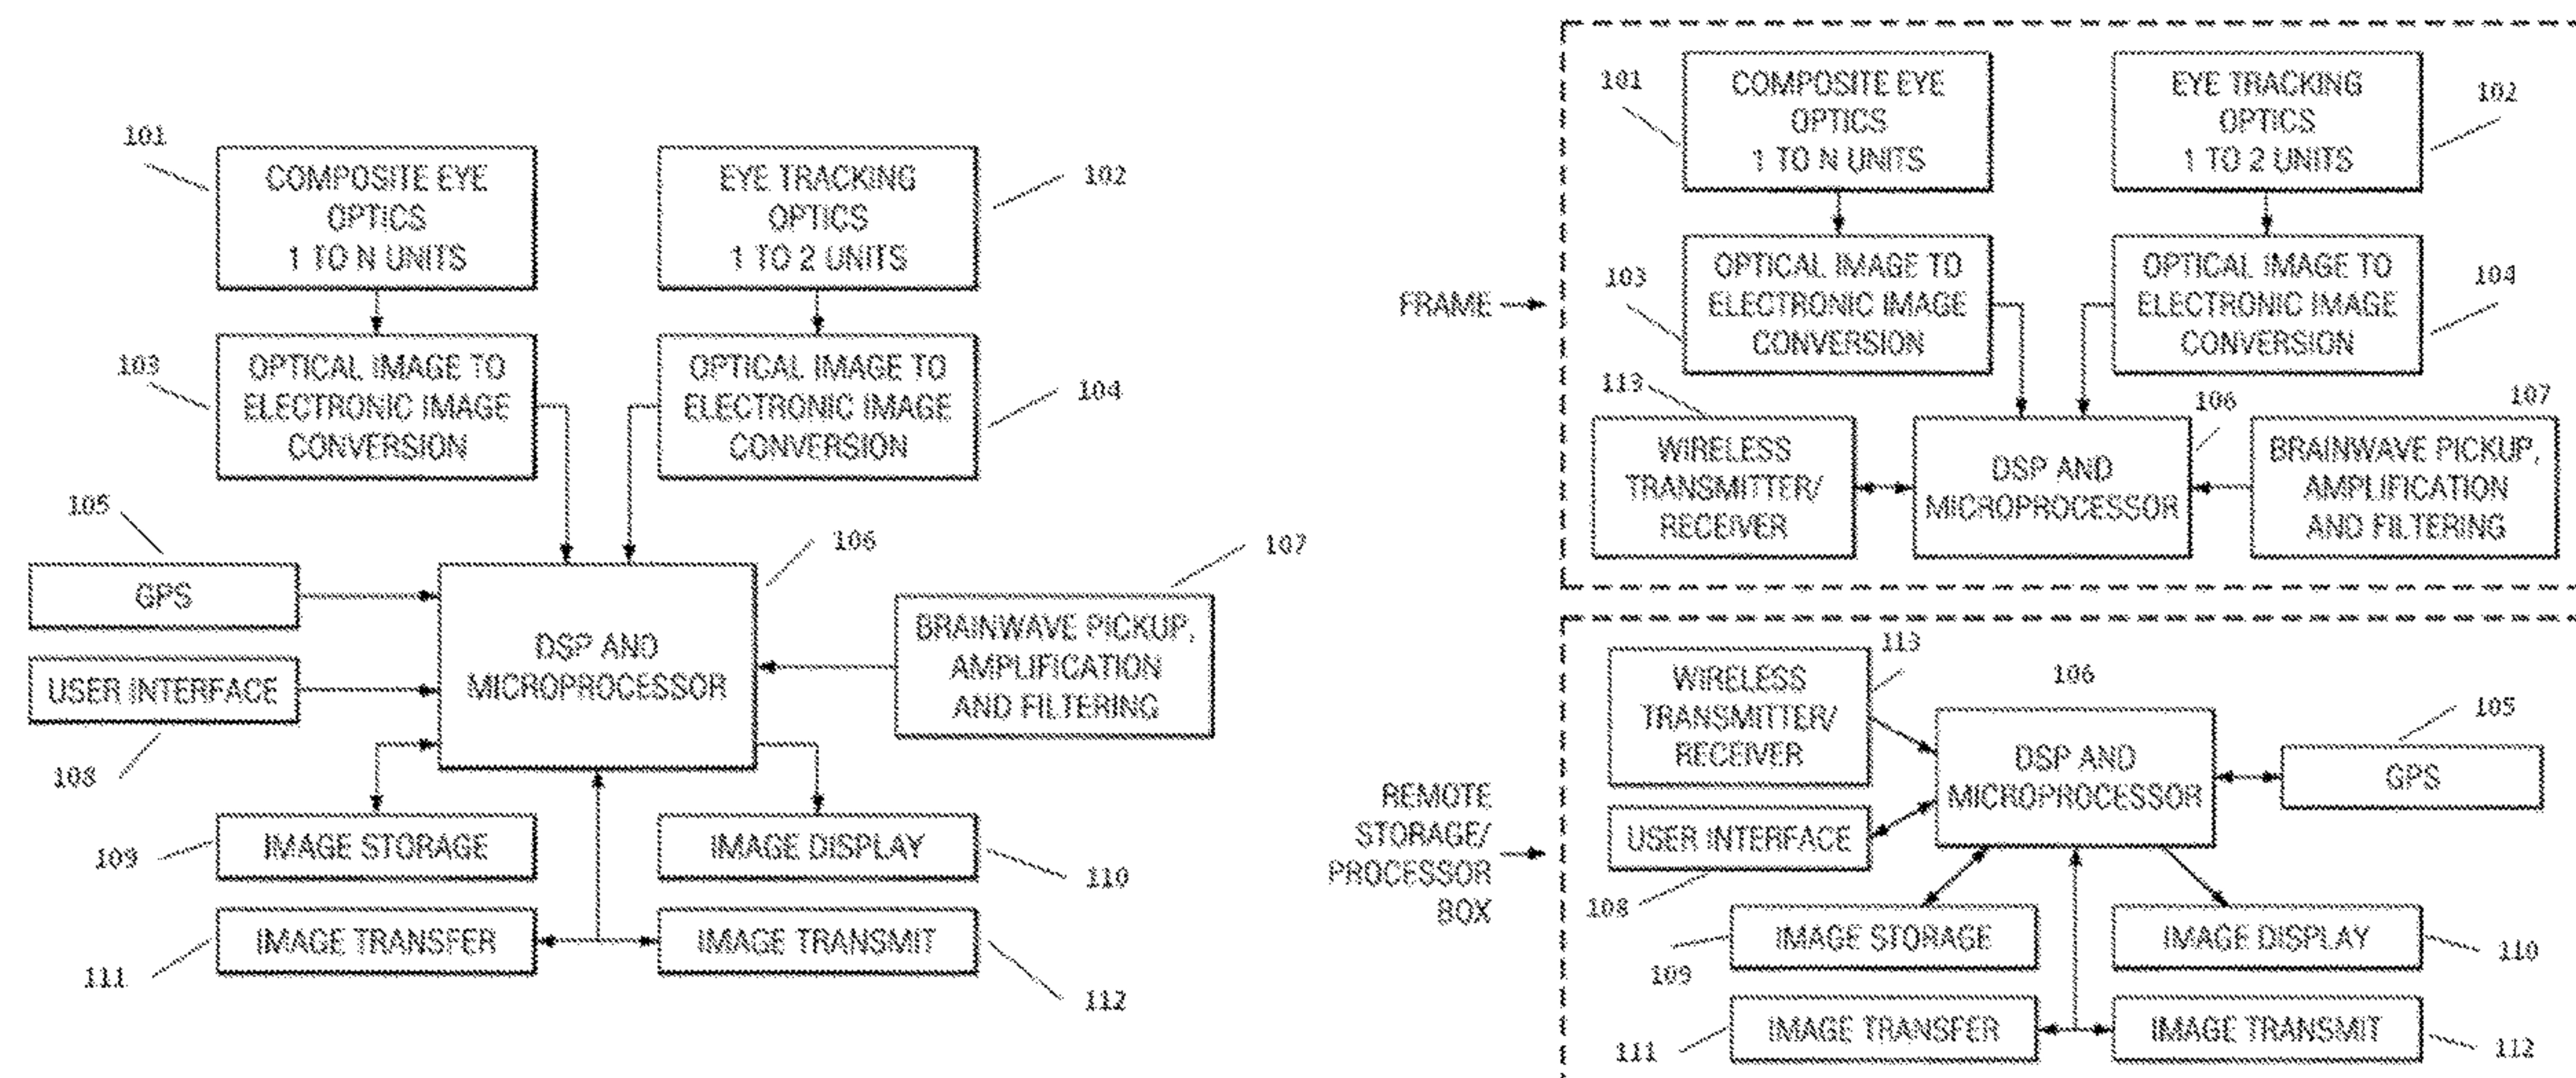 101
COMPOSITE EYE
OPTICS
1 TO N UNITS
EYE TRACKING
OPTICS
1 TO 2 UNITS
102
103
OPTICAL IMAGE TO
ELECTRONIC IMAGE
CONVERSION
OPTICAL IMAGE TO
ELECTRONIC IMAGE
CONVERSION
104
105
GPS
USER INTERFACE
108
106
DSP AND
MICROPROCESSOR
107
BRAINWAVE PICKUP,
AMPLIFICATION
AND FILTERING
109
IMAGE STORAGE
IMAGE DISPLAY
110
111
IMAGE TRANSFER
IMAGE TRANSMIT
112
FRAME
101
COMPOSITE EYE
OPTICS
1 TO N UNITS
EYE TRACKING
OPTICS
1 TO 2 UNITS
102
103
OPTICAL IMAGE TO
ELECTRONIC IMAGE
CONVERSION
OPTICAL IMAGE TO
ELECTRONIC IMAGE
CONVERSION
104
113
WIRELESS
TRANSMITTER/
RECEIVER
106
DSP AND
MICROPROCESSOR
107
BRAINWAVE PICKUP,
AMPLIFICATION
AND FILTERING
REMOTE
STORAGE/
PROCESSOR
BOX
113
WIRELESS
TRANSMITTER/
RECEIVER
106
DSP AND
MICROPROCESSOR
105
GPS
USER INTERFACE
108
109
IMAGE STORAGE
IMAGE DISPLAY
110
111
IMAGE TRANSFER
IMAGE TRANSMIT
112